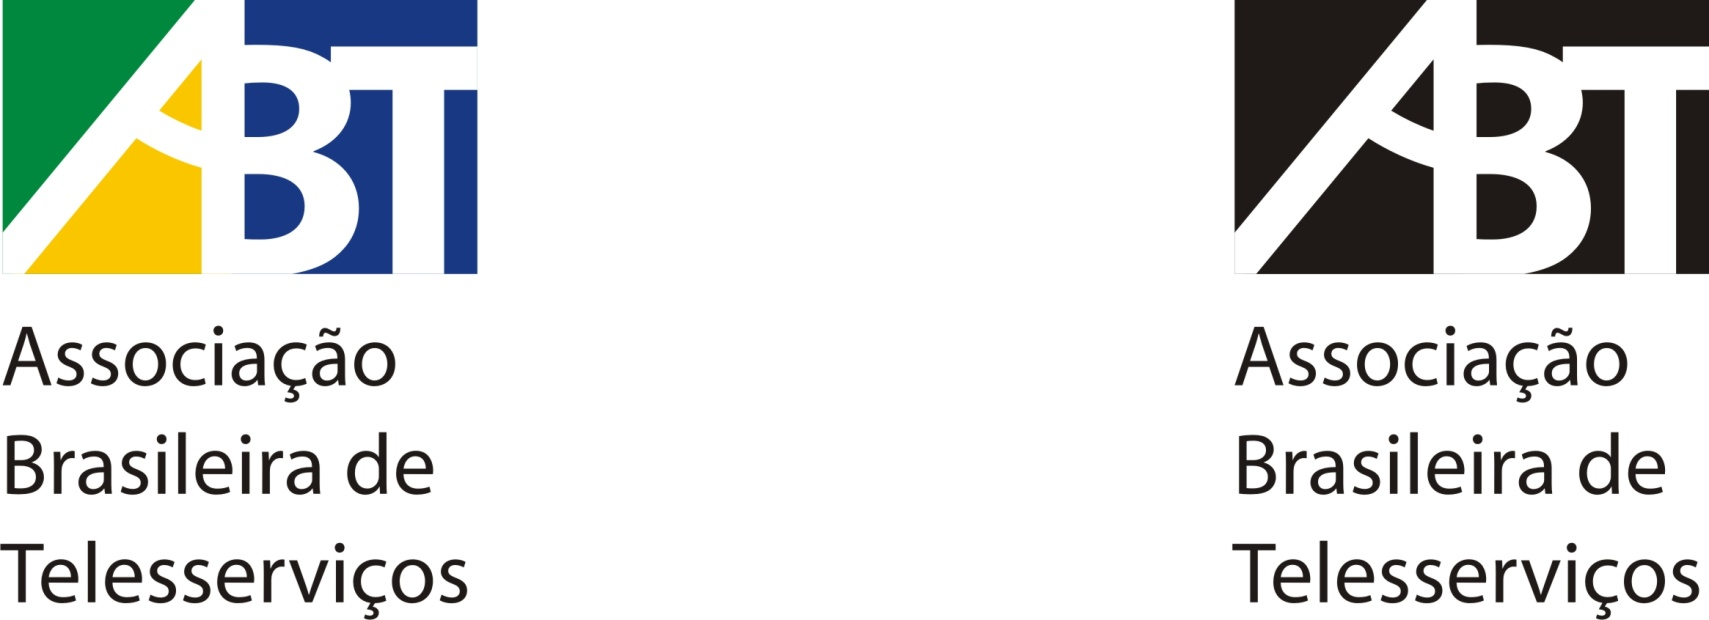 ABT
Associação
Brasileira de
Telesserviços
ABT
Associação
Brasileira de
Telesserviços